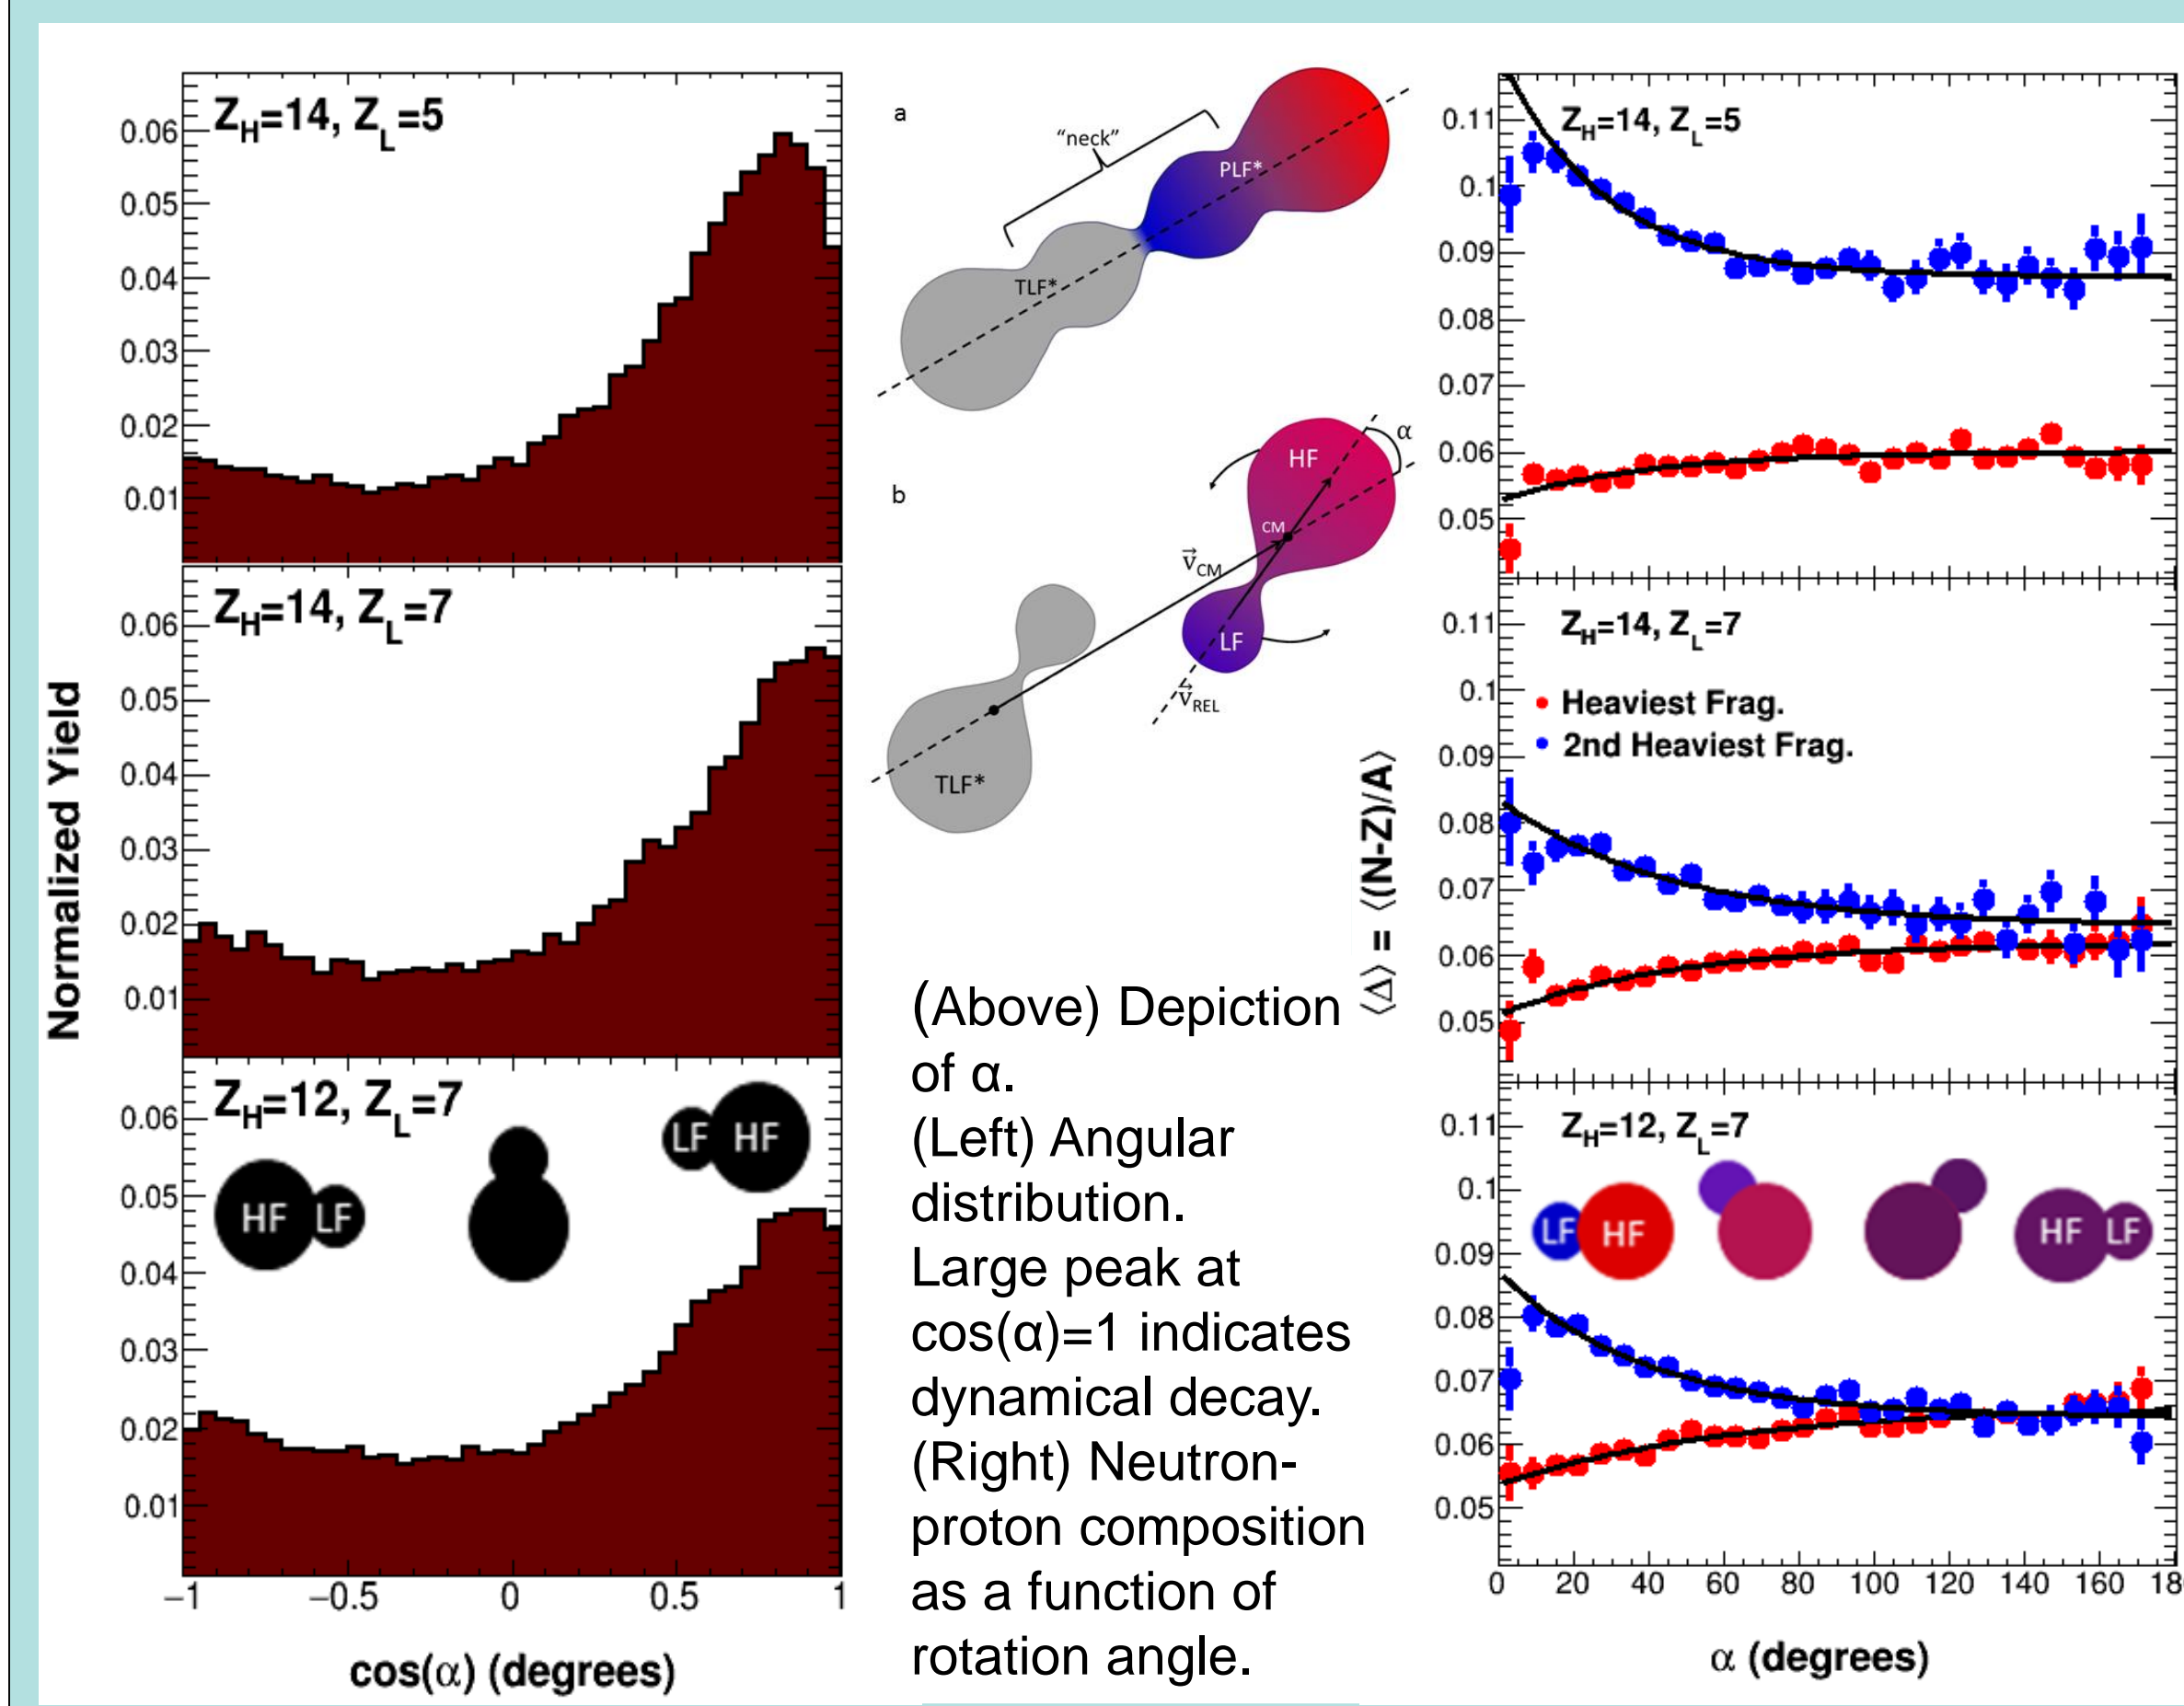 Normalized Yield
Z_H=14, Z_L=5
0.06
0.05
0.04
0.03
0.02
0.01
Z_H=14, Z_L=7
0.06
0.05
0.04
0.03
0.02
0.01
Z_H=12, Z_L=7
0.06
0.05
0.04
0.03
0.02
0.01
HF LF
LF HF
−1 −0.5 0 0.5 1
cos(α) (degrees)
a
"neck"
PLF*
TLF*
b
HF
α
CM
v⃗_CM
LF
v⃗_REL
TLF*
(Above) Depiction
of α.
(Left) Angular
distribution.
Large peak at
cos(α)=1 indicates
dynamical decay.
(Right) Neutron-
proton composition
as a function of
rotation angle.
⟨Δ⟩ = ⟨(N-Z)/A⟩
Z_H=14, Z_L=5
0.11
0.1
0.09
0.08
0.07
0.06
0.05
Z_H=14, Z_L=7
Heaviest Frag.
2nd Heaviest Frag.
0.11
0.1
0.09
0.08
0.07
0.06
0.05
Z_H=12, Z_L=7
0.11
0.1
0.09
0.08
0.07
0.06
0.05
LF HF
HF LF
0 20 40 60 80 100 120 140 160 18
α (degrees)